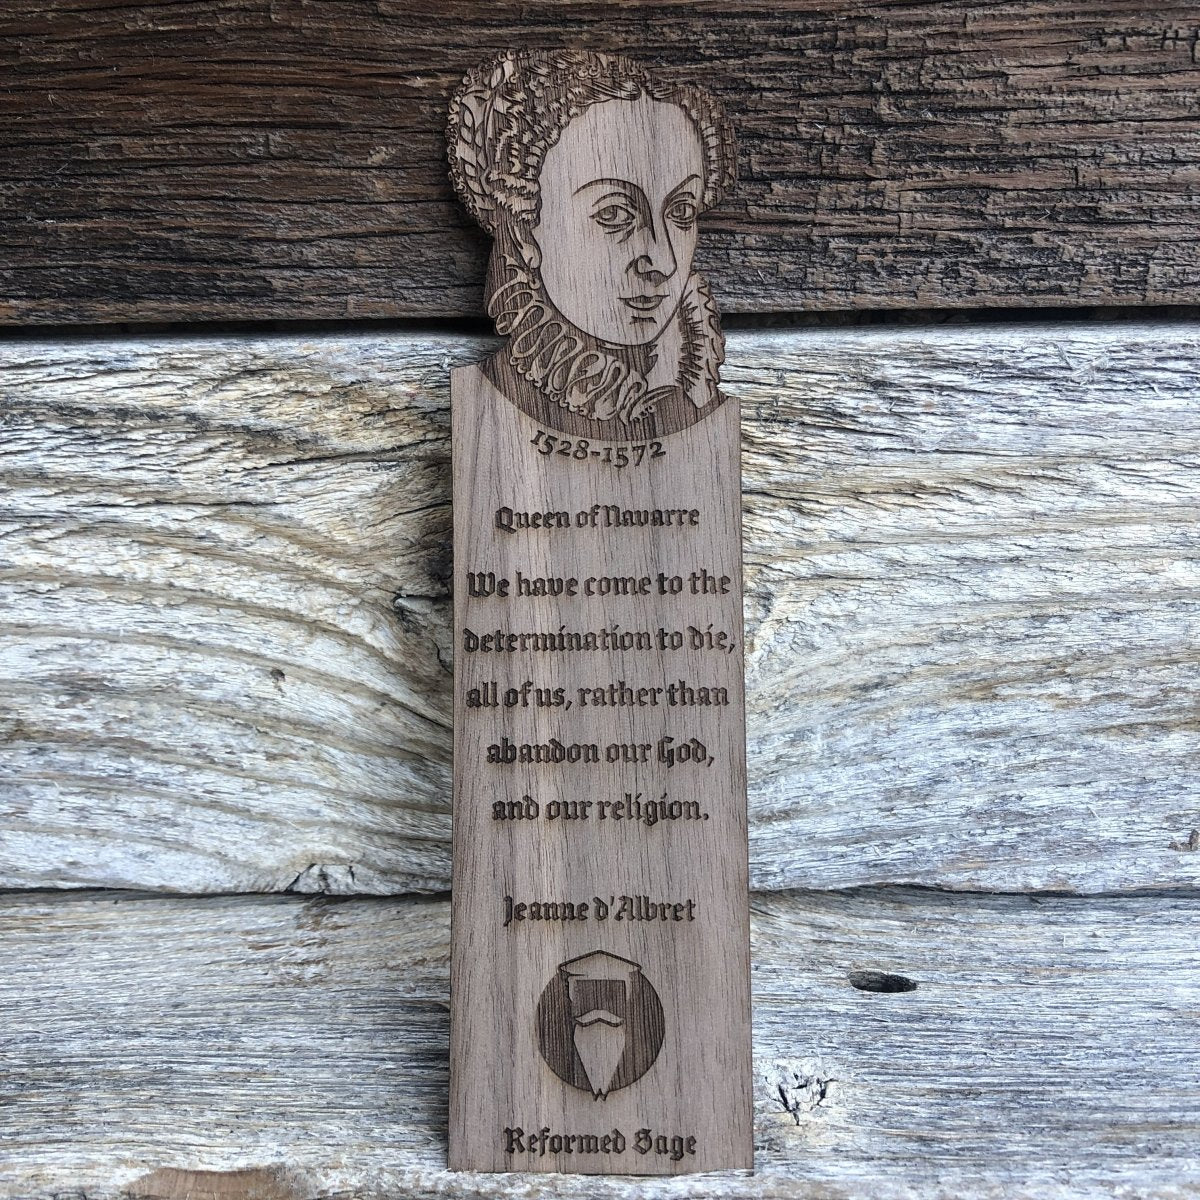 1528-1572
Queen of Navarre
We have come to the
determination to die,
all of us, rather than
abandon our God,
and our religion.
Jeanne d'Albret
Reformed Sage